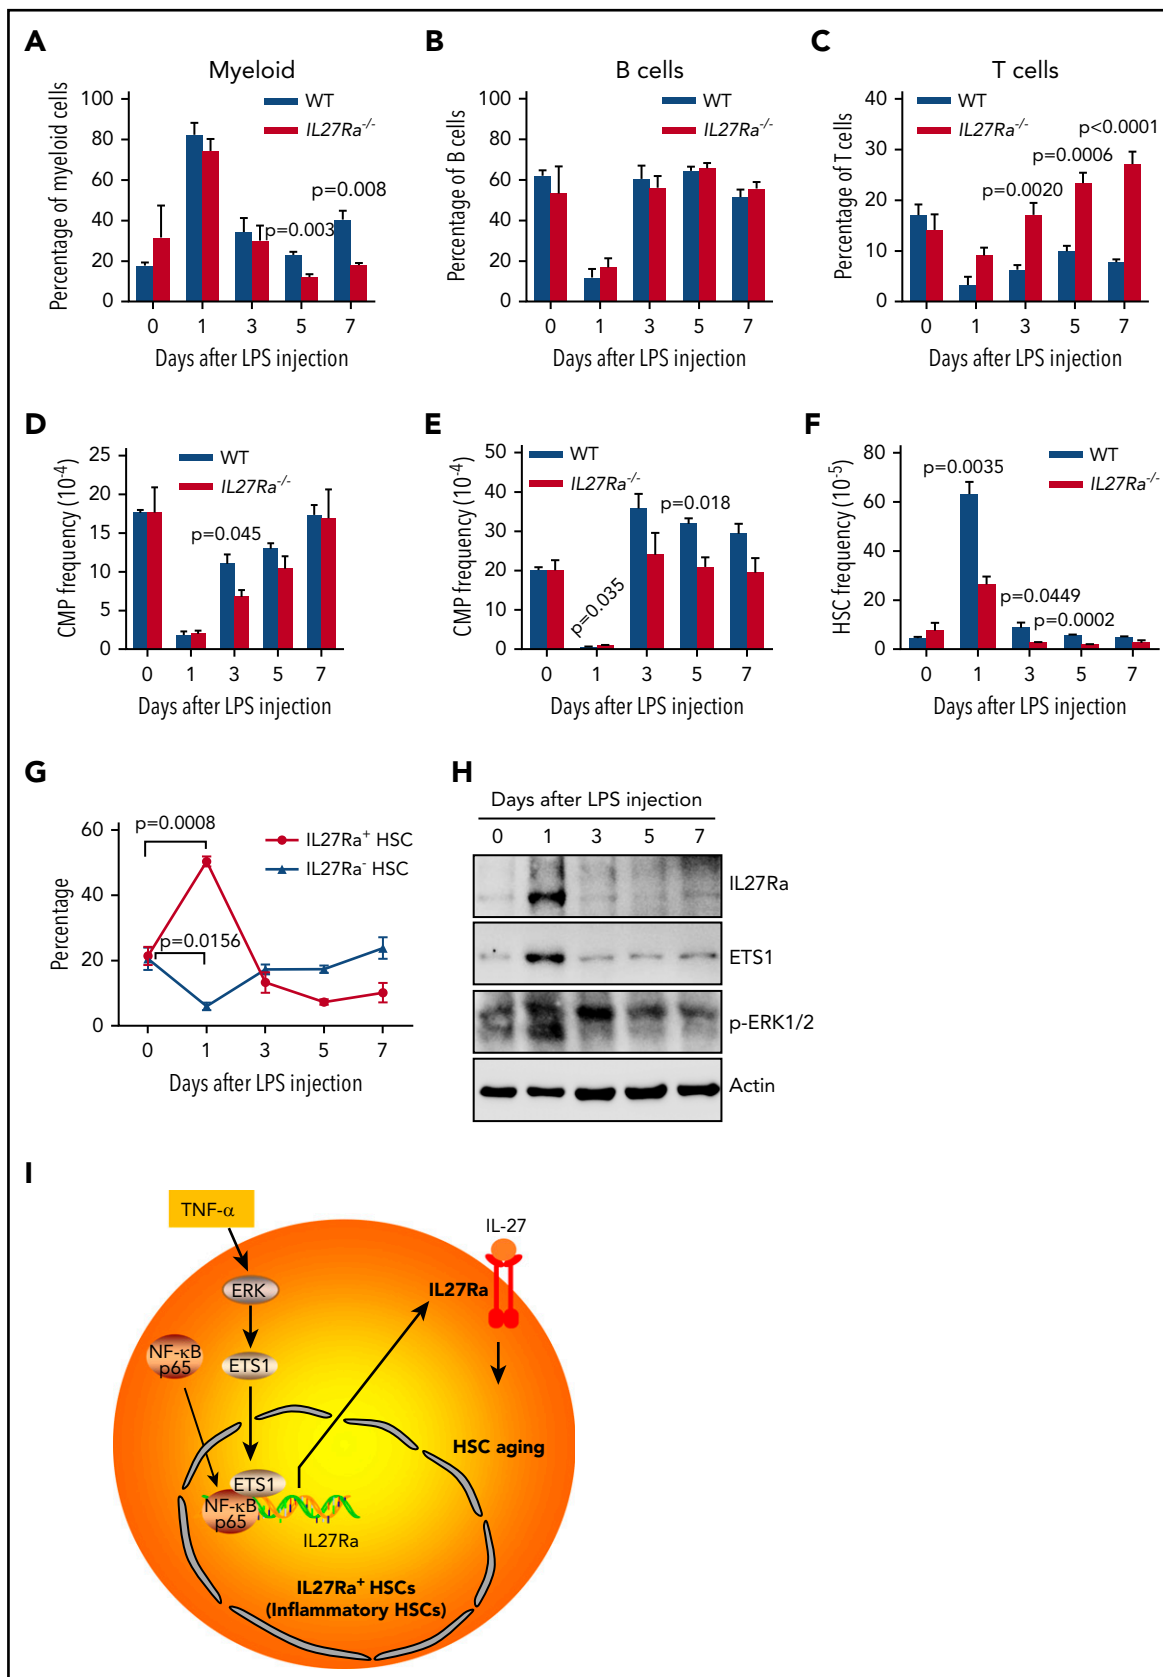 A
Myeloid
Percentage of myeloid cells
100
80
60
40
20
0
WT
IL27Ra-/-
p=0.003
p=0.008
0 1 3 5 7
Days after LPS injection
B
B cells
Percentage of B cells
100
80
60
40
20
0
WT
IL27Ra-/-
0 1 3 5 7
Days after LPS injection
C
T cells
Percentage of T cells
40
30
20
10
0
WT
IL27Ra-/-
p<0.0001
p=0.0006
p=0.0020
0 1 3 5 7
Days after LPS injection
D
CMP frequency (10-4)
25
20
15
10
5
0
WT
IL27Ra-/-
p=0.045
0 1 3 5 7
Days after LPS injection
E
CMP frequency (10-4)
50
40
30
20
10
0
WT
IL27Ra-/-
p=0.018
p=0.035
0 1 3 5 7
Days after LPS injection
F
HSC frequency (10-5)
80
60
40
20
0
WT
IL27Ra-/-
p=0.0035
p=0.0449
p=0.0002
0 1 3 5 7
Days after LPS injection
G
Percentage
60
40
20
0
p=0.0008
p=0.0156
IL27Ra+ HSC
IL27Ra- HSC
0 1 3 5 7
Days after LPS injection
H
Days after LPS injection
0 1 3 5 7
IL27Ra
ETS1
p-ERK1/2
Actin
I
TNF-α
IL-27
ERK
IL27Ra
NF-κB
p65
ETS1
HSC aging
ETS1
NF-κB
p65
IL27Ra
IL27Ra+ HSCs
(Inflammatory HSCs)